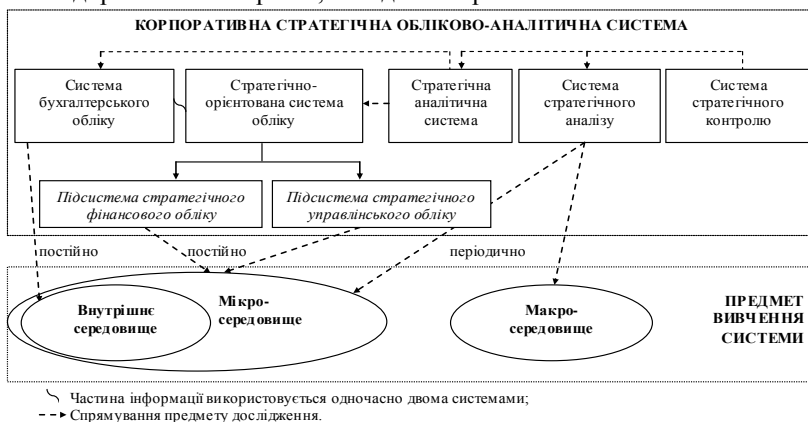 КОРПОРАТИВНА СТРАТЕГІЧНА ОБЛІКОВО-АНАЛІТИЧНА СИСТЕМА
Система
бухгалтерського
обліку
Стратегічно-
орієнтована система
обліку
Стратегічна
аналітична
система
Система
стратегічного
аналізу
Система
стратегічного
контролю
Підсистема стратегічного
фінансового обліку
Підсистема стратегічного
управлінського обліку
постійно
постійно
періодично
Внутрішнє
середовище
Мікро-
середовище
Макро-
середовище
ПРЕДМЕТ
ВИВЧЕННЯ
СИСТЕМИ
Частина інформації використовується одночасно двома системами;
Спрямування предмету дослідження.